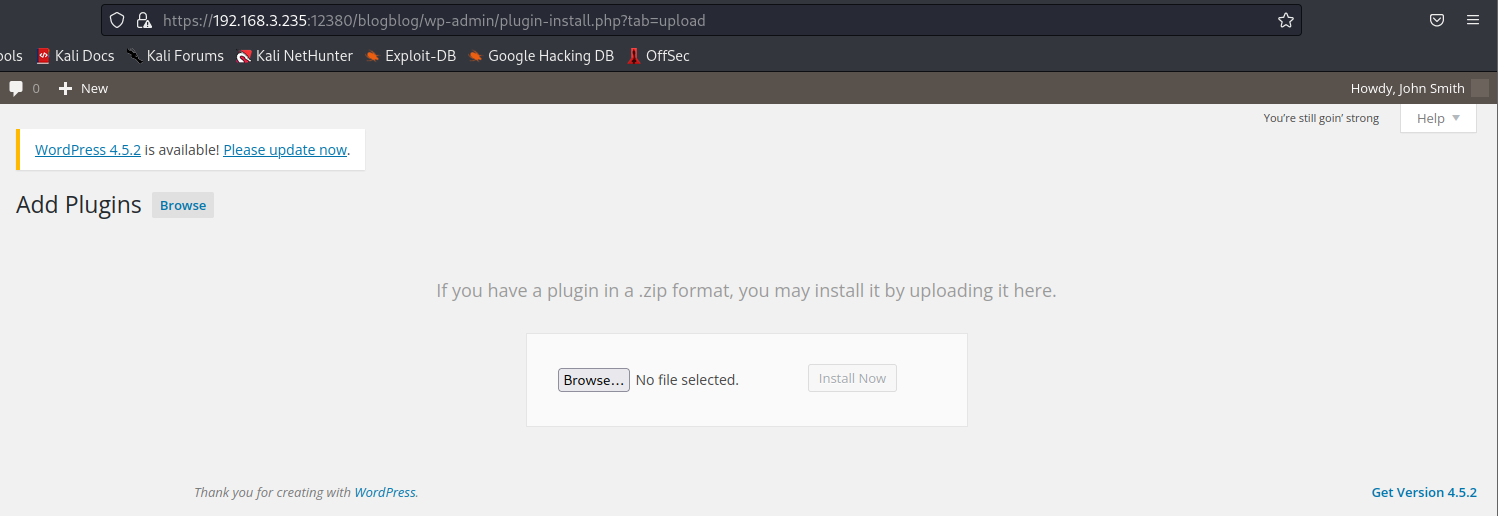 https://192.168.3.235:12380/blogblog/wp-admin/plugin-install.php?tab=upload
ools Kali Docs Kali Forums Kali NetHunter Exploit-DB Google Hacking DB OffSec
0 New Howdy, John Smith
You're still goin' strong Help
WordPress 4.5.2 is available! Please update now.
Add Plugins Browse
If you have a plugin in a .zip format, you may install it by uploading it here.
Browse... No file selected. Install Now
Thank you for creating with WordPress. Get Version 4.5.2